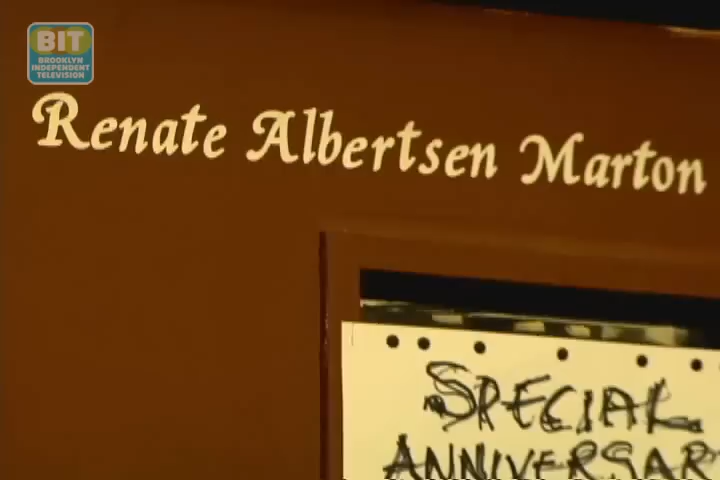 BIT
BROOKLYN
INDEPENDENT
TELEVISION
Renate Albertsen Marton
SPECIAL